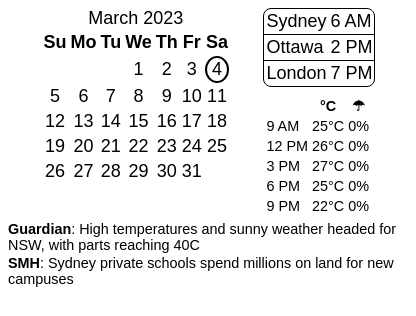 March 2023
Su Mo Tu We Th Fr Sa
1 2 3 4
5 6 7 8 9 10 11
12 13 14 15 16 17 18
19 20 21 22 23 24 25
26 27 28 29 30 31
Sydney 6 AM
Ottawa 2 PM
London 7 PM
°C ☂
9 AM 25°C 0%
12 PM 26°C 0%
3 PM 27°C 0%
6 PM 25°C 0%
9 PM 22°C 0%
Guardian: High temperatures and sunny weather headed for
NSW, with parts reaching 40C
SMH: Sydney private schools spend millions on land for new
campuses